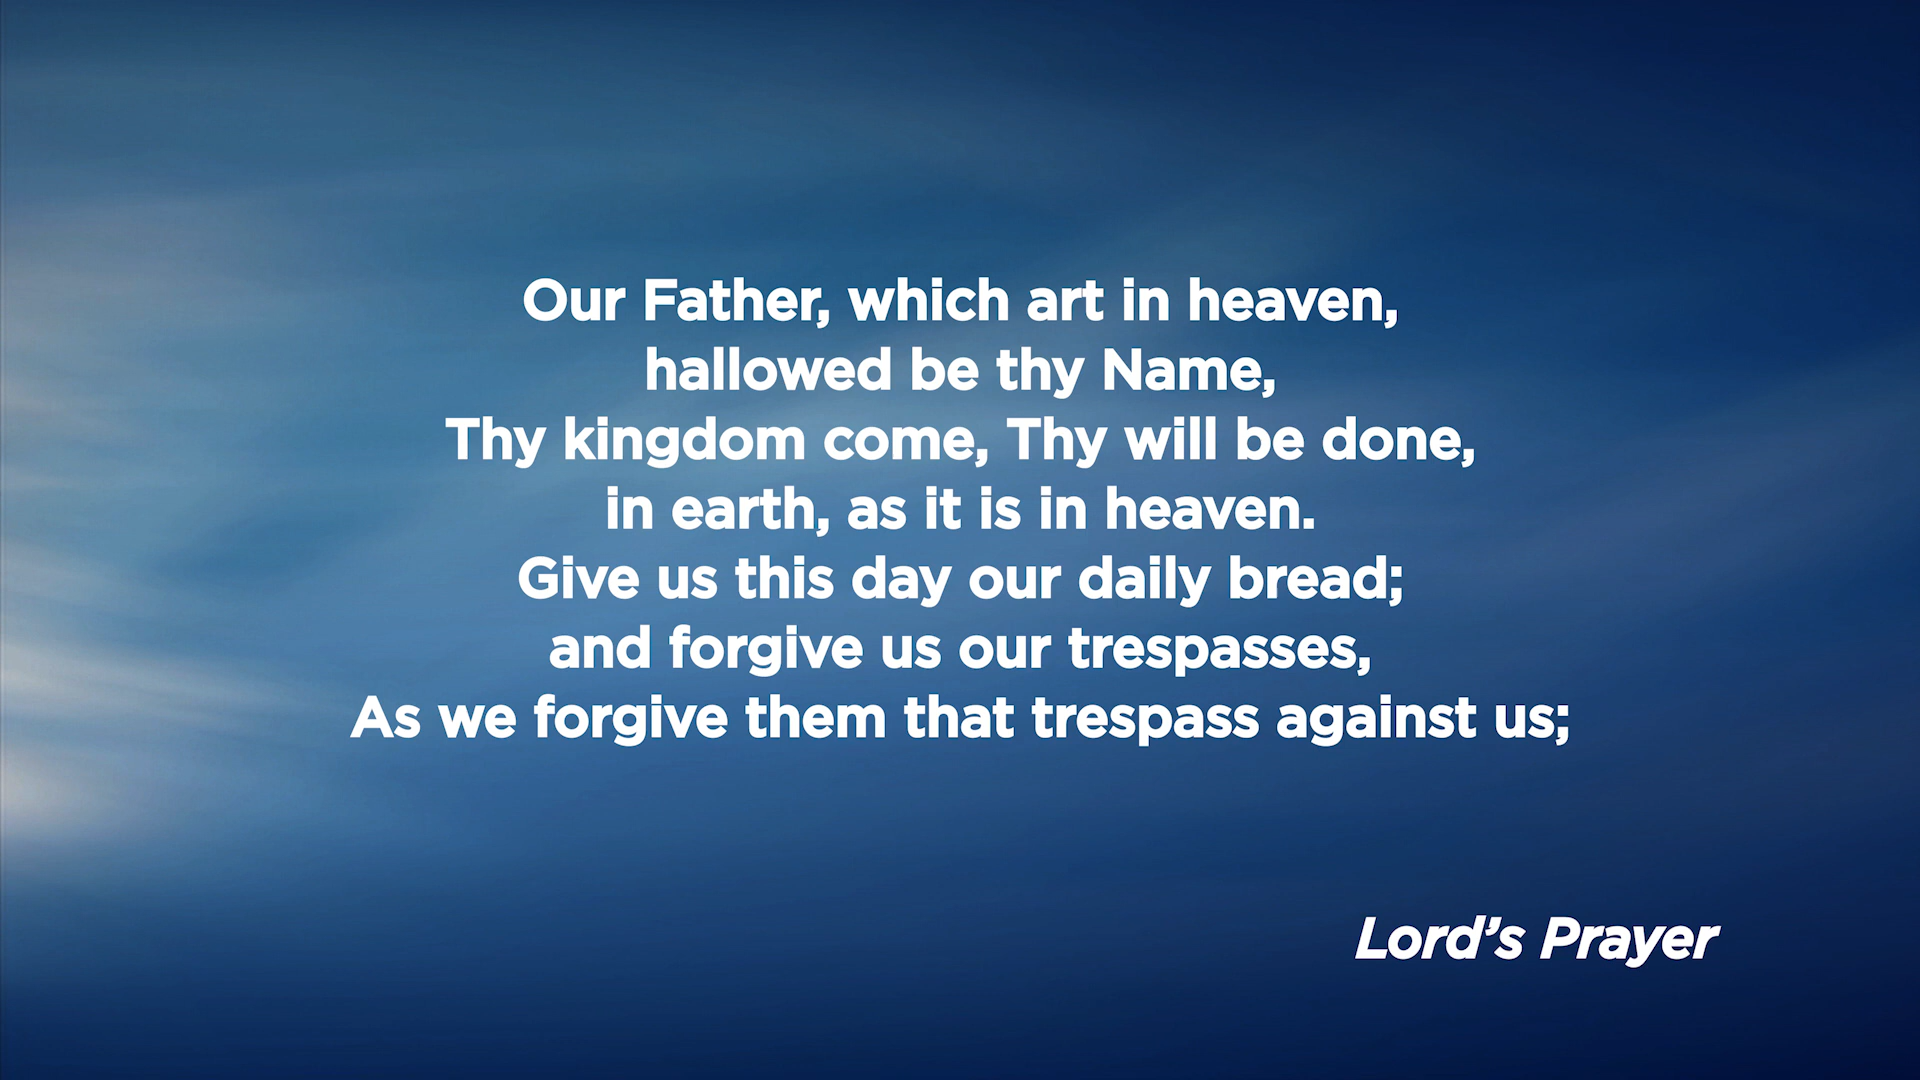 Our Father, which art in heaven,
hallowed be thy Name,
Thy kingdom come, Thy will be done,
in earth, as it is in heaven.
Give us this day our daily bread;
and forgive us our trespasses,
As we forgive them that trespass against us;
Lord’s Prayer